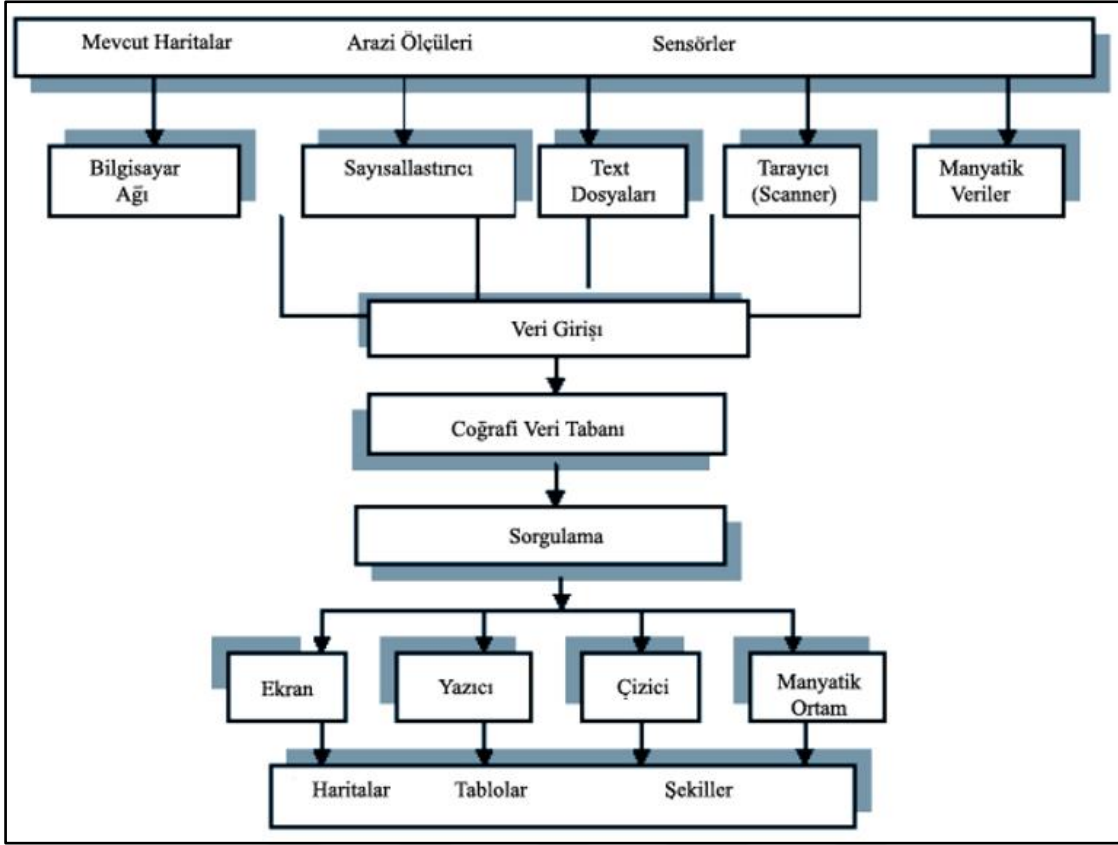 Mevcut Haritalar Arazi Ölçüleri Sensörler
Bilgisayar
Ağı
Sayısallastırıcı
Text
Dosyaları
Tarayıcı
(Scanner)
Manyatik
Veriler
Veri Girişı
Coğrafi Veri Tabanı
Sorgulama
Ekran
Yazıcı
Çizici
Manyatik
Ortam
Haritalar Tablolar Şekiller